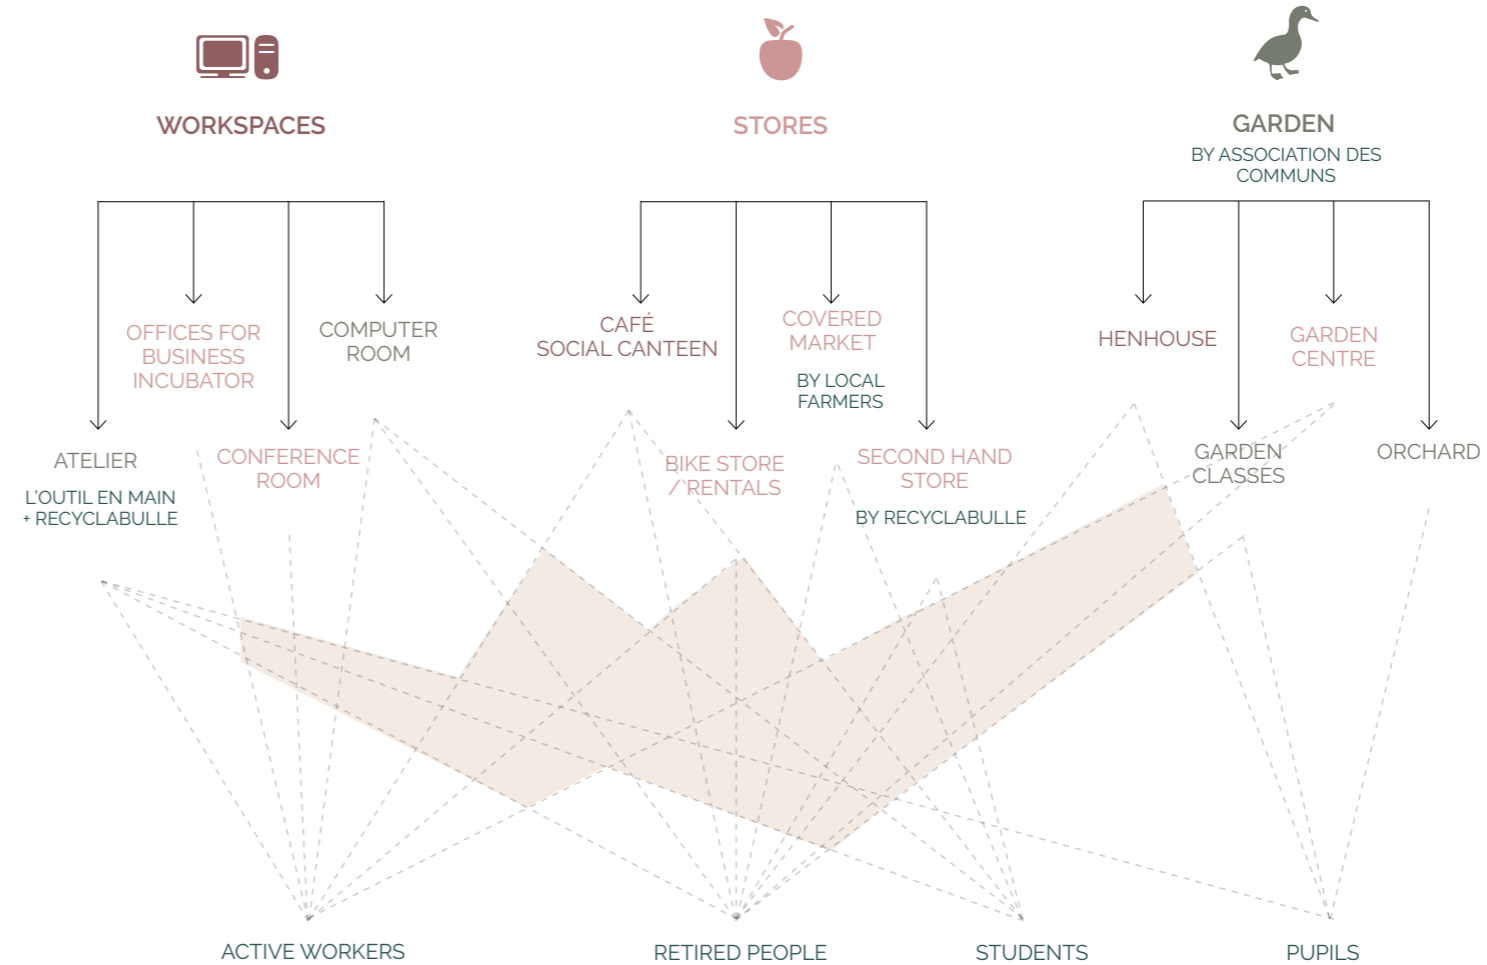 WORKSPACES
STORES
GARDEN
BY ASSOCIATION DES
COMMUNS
OFFICES FOR
BUSINESS
INCUBATOR
COMPUTER
ROOM
ATELIER
L'OUTIL EN MAIN
+ RECYCLABULLE
CONFERENCE
ROOM
CAFÉ
SOCIAL CANTEEN
COVERED
MARKET
BY LOCAL
FARMERS
BIKE STORE
/ RENTALS
SECOND HAND
STORE
BY RECYCLABULLE
HENHOUSE
GARDEN
CENTRE
GARDEN
CLASSES
ORCHARD
ACTIVE WORKERS
RETIRED PEOPLE
STUDENTS
PUPILS